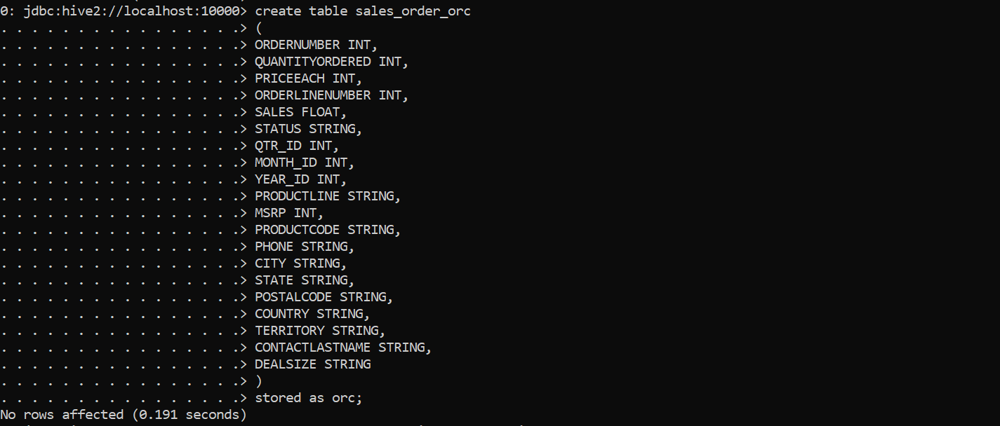 0: jdbc:hive2://localhost:10000> create table sales_order_orc
. . . . . . . . . . . . . . . .> (
. . . . . . . . . . . . . . . .> ORDERNUMBER INT,
. . . . . . . . . . . . . . . .> QUANTITYORDERED INT,
. . . . . . . . . . . . . . . .> PRICEEACH INT,
. . . . . . . . . . . . . . . .> ORDERLINENUMBER INT,
. . . . . . . . . . . . . . . .> SALES FLOAT,
. . . . . . . . . . . . . . . .> STATUS STRING,
. . . . . . . . . . . . . . . .> QTR_ID INT,
. . . . . . . . . . . . . . . .> MONTH_ID INT,
. . . . . . . . . . . . . . . .> YEAR_ID INT,
. . . . . . . . . . . . . . . .> PRODUCTLINE STRING,
. . . . . . . . . . . . . . . .> MSRP INT,
. . . . . . . . . . . . . . . .> PRODUCTCODE STRING,
. . . . . . . . . . . . . . . .> PHONE STRING,
. . . . . . . . . . . . . . . .> CITY STRING,
. . . . . . . . . . . . . . . .> STATE STRING,
. . . . . . . . . . . . . . . .> POSTALCODE STRING,
. . . . . . . . . . . . . . . .> COUNTRY STRING,
. . . . . . . . . . . . . . . .> TERRITORY STRING,
. . . . . . . . . . . . . . . .> CONTACTLASTNAME STRING,
. . . . . . . . . . . . . . . .> DEALSIZE STRING
. . . . . . . . . . . . . . . .> )
. . . . . . . . . . . . . . . .> stored as orc;
No rows affected (0.191 seconds)